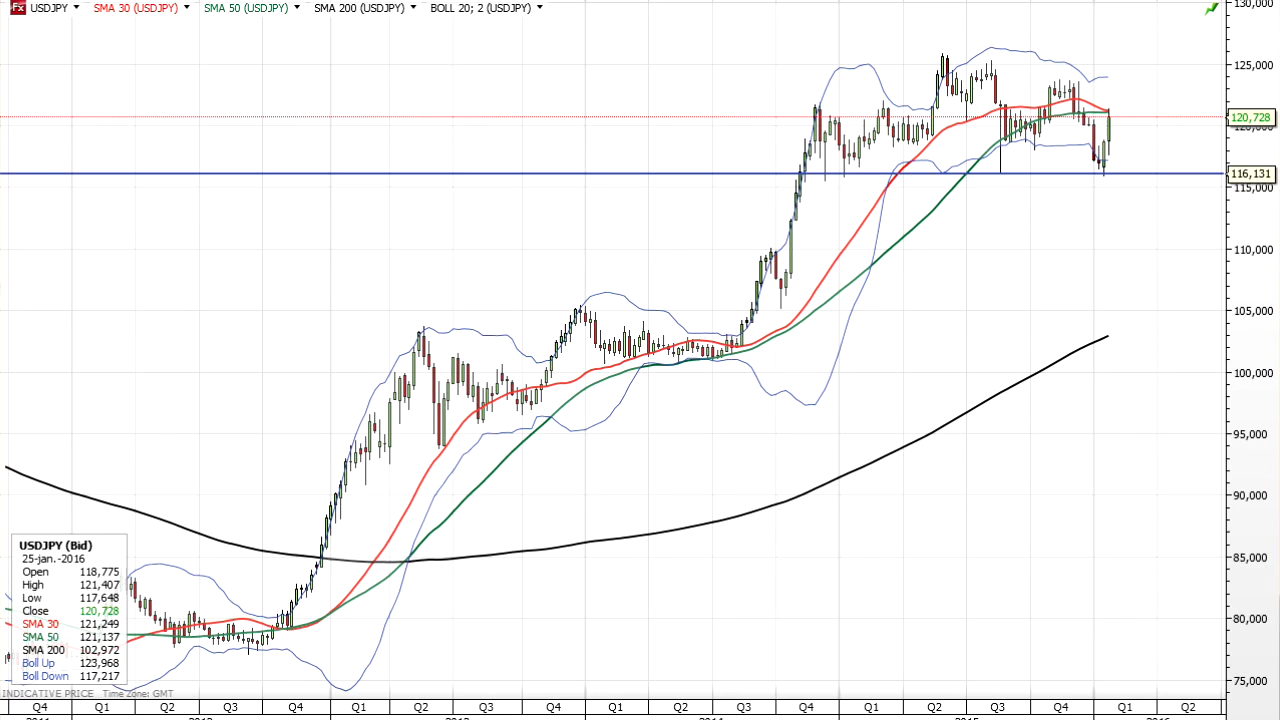 Fx USDJPY SMA 30 (USDJPY) SMA 50 (USDJPY) SMA 200 (USDJPY) BOLL 20; 2 (USDJPY)
130,000
125,000
120,728
120,000
116,131
115,000
110,000
105,000
100,000
95,000
90,000
85,000
80,000
75,000
USDJPY (Bid)
25-jan.-2016
Open 118,775
High 121,407
Low 117,648
Close 120,728
SMA 30 121,249
SMA 50 121,137
SMA 200 102,972
Boll Up 123,968
Boll Down 117,217
INDICATIVE PRICE Time Zone: GMT
Q4 Q1 Q2 Q3 Q4 Q1 Q2 Q3 Q4 Q1 Q2 Q3 Q4 Q1 Q2 Q3 Q4 Q1 Q2